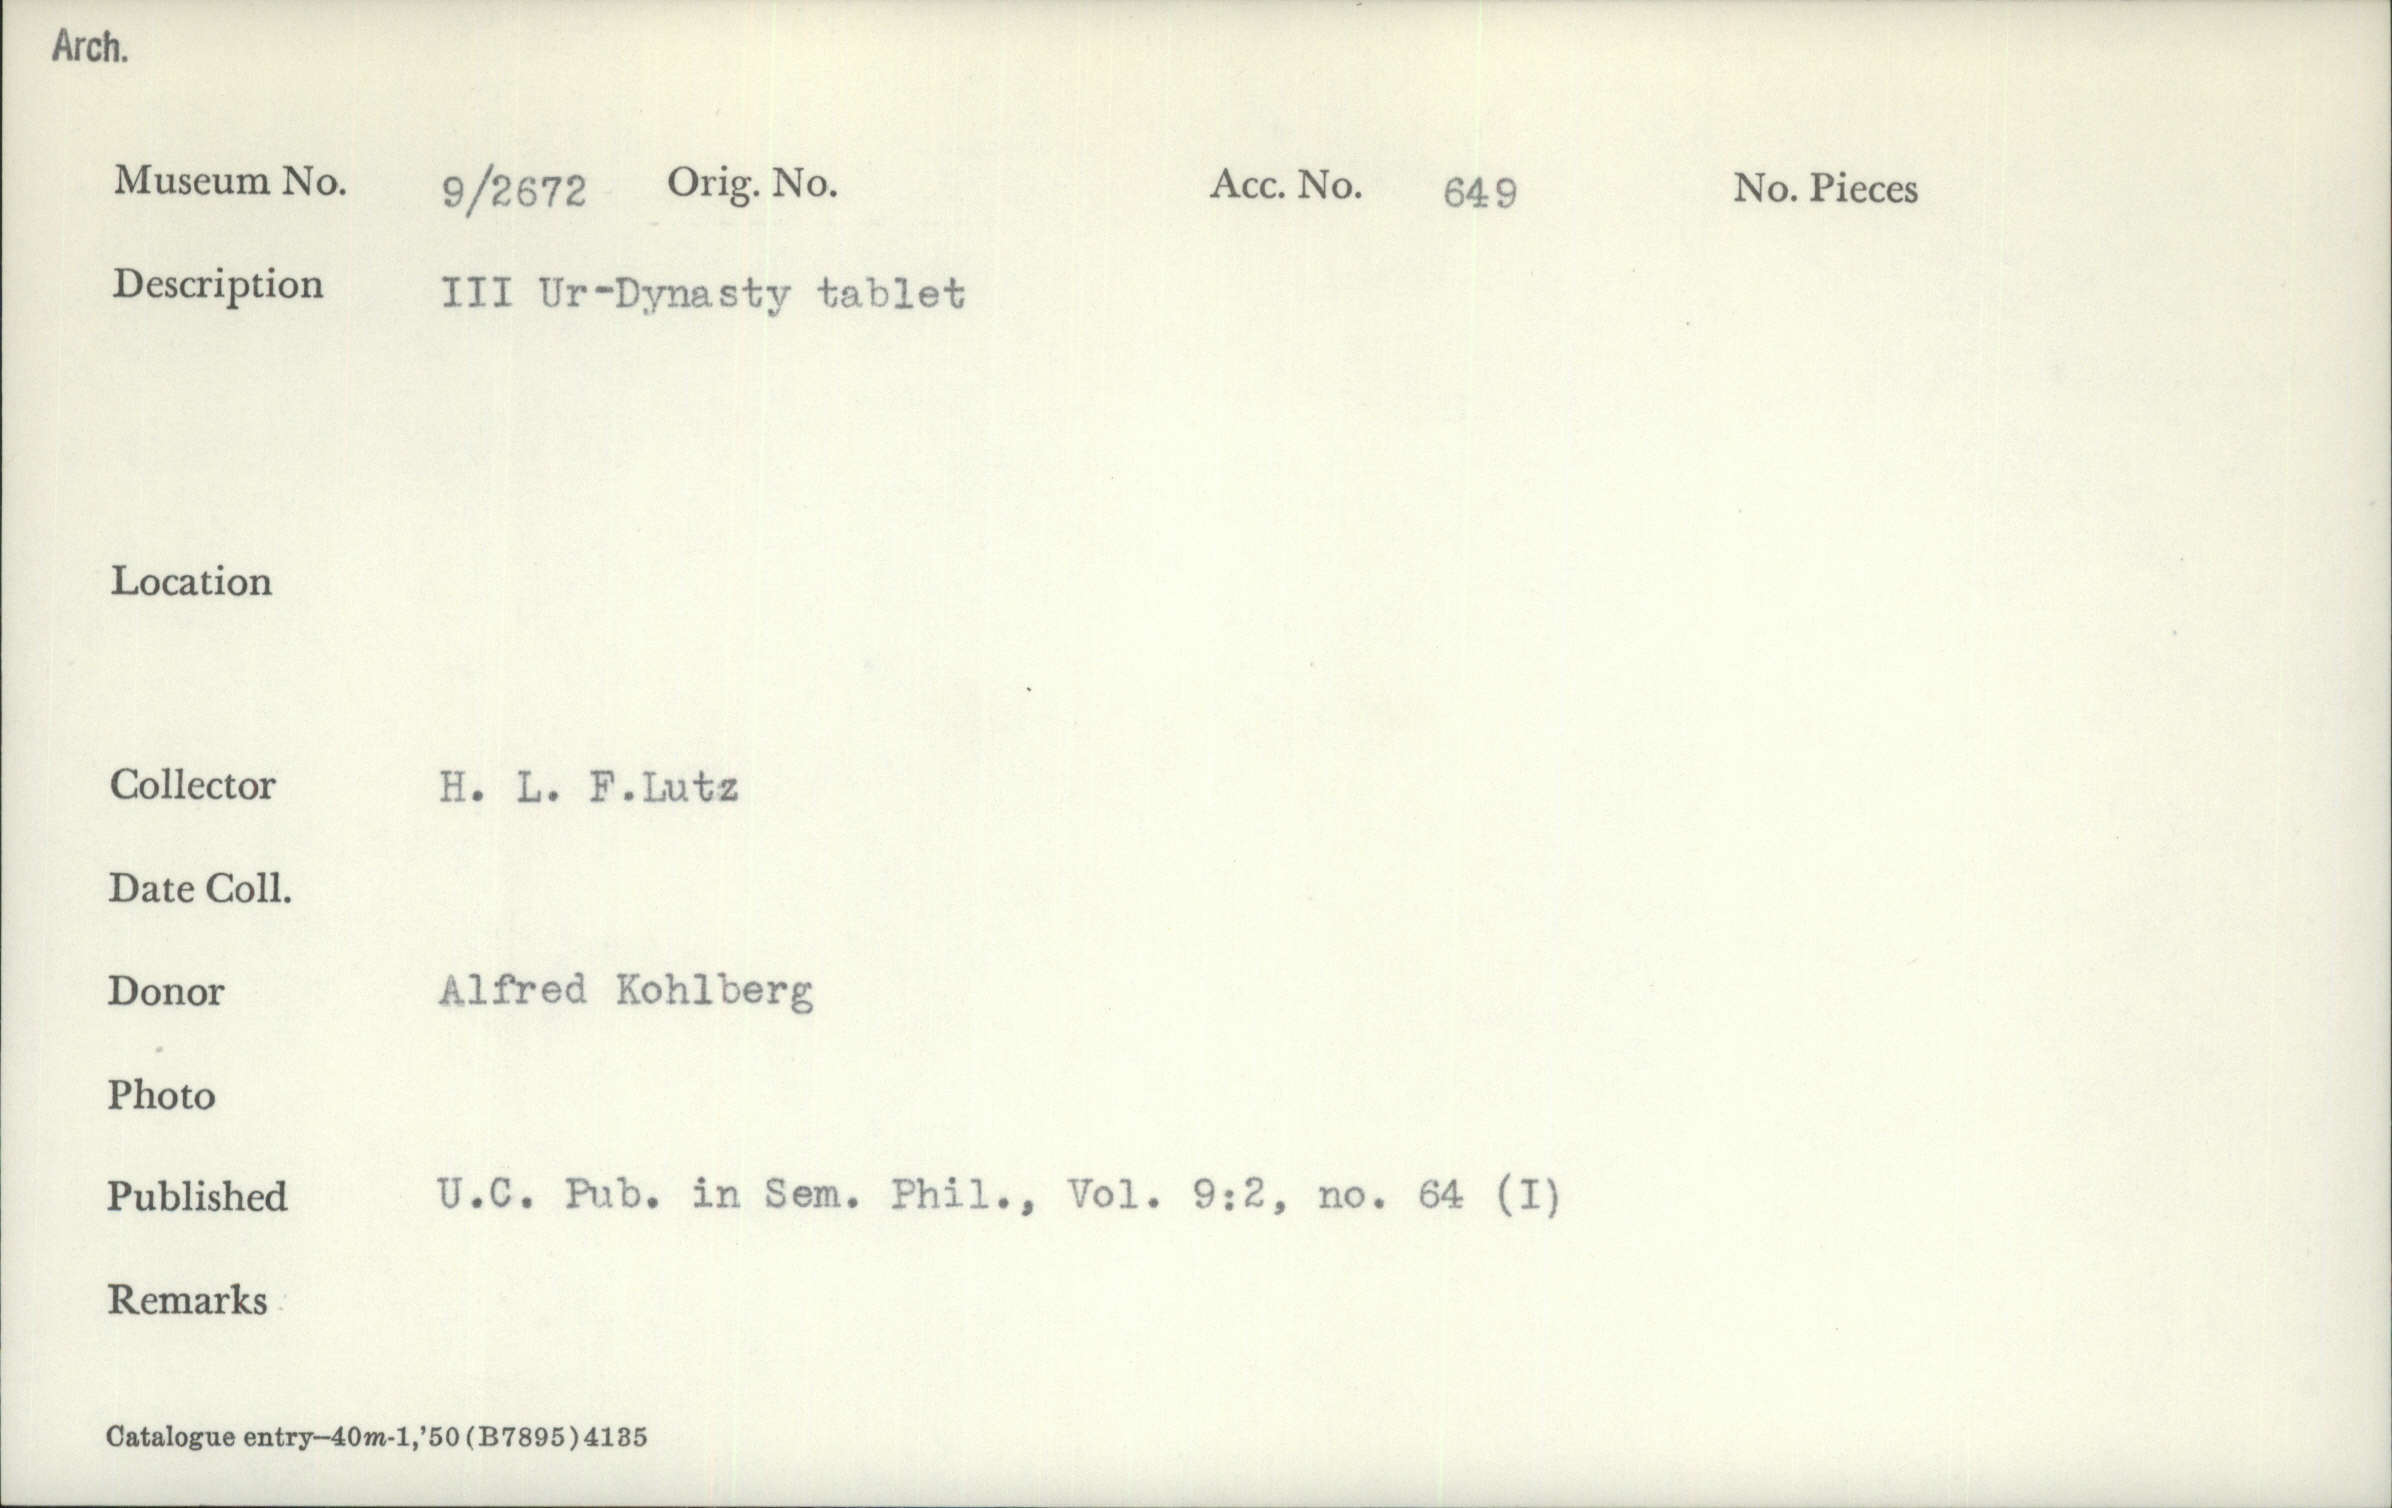 Arch.
Museum No. 9/2672 Orig. No. Acc. No. 649 No. Pieces
Description III Ur-Dynasty tablet
Location
Collector H. L. F.Lutz
Date Coll.
Donor Alfred Kohlberg
Photo
Published U.C. Pub. in Sem. Phil., Vol. 9:2, no. 64 (I)
Remarks
Catalogue entry—40m-1,'50(B7895)4135